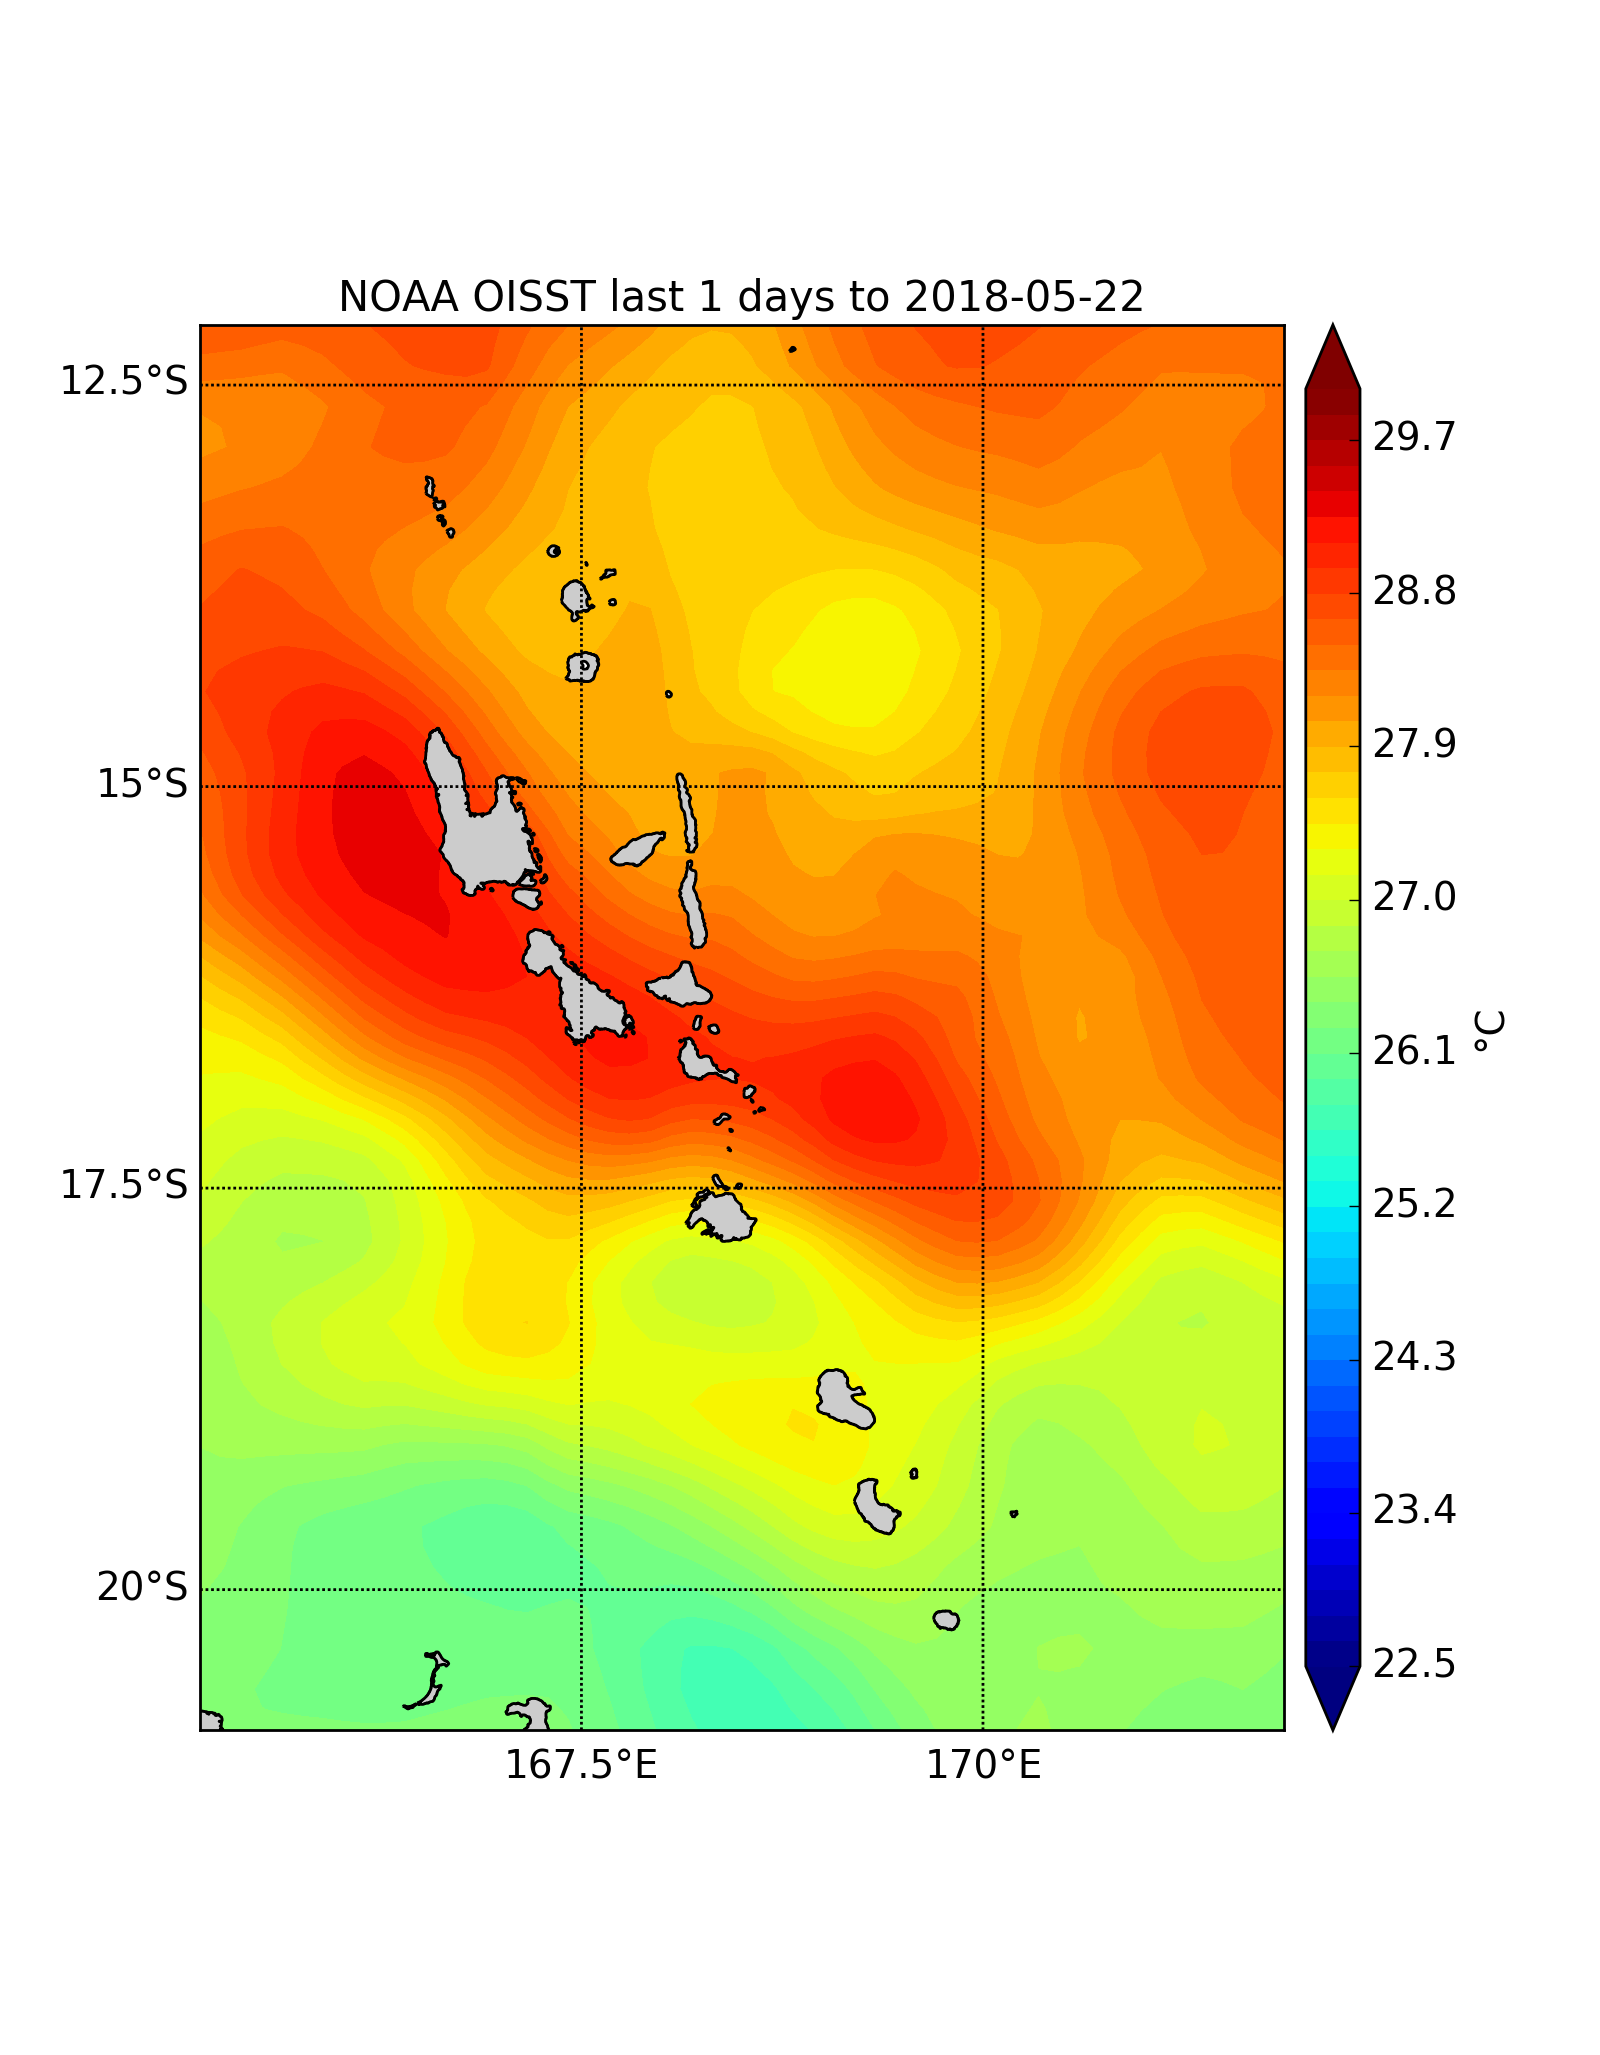 NOAA OISST last 1 days to 2018-05-22
12.5°S
15°S
17.5°S
20°S
167.5°E
170°E
29.7
28.8
27.9
27.0
26.1
25.2
24.3
23.4
22.5
°C